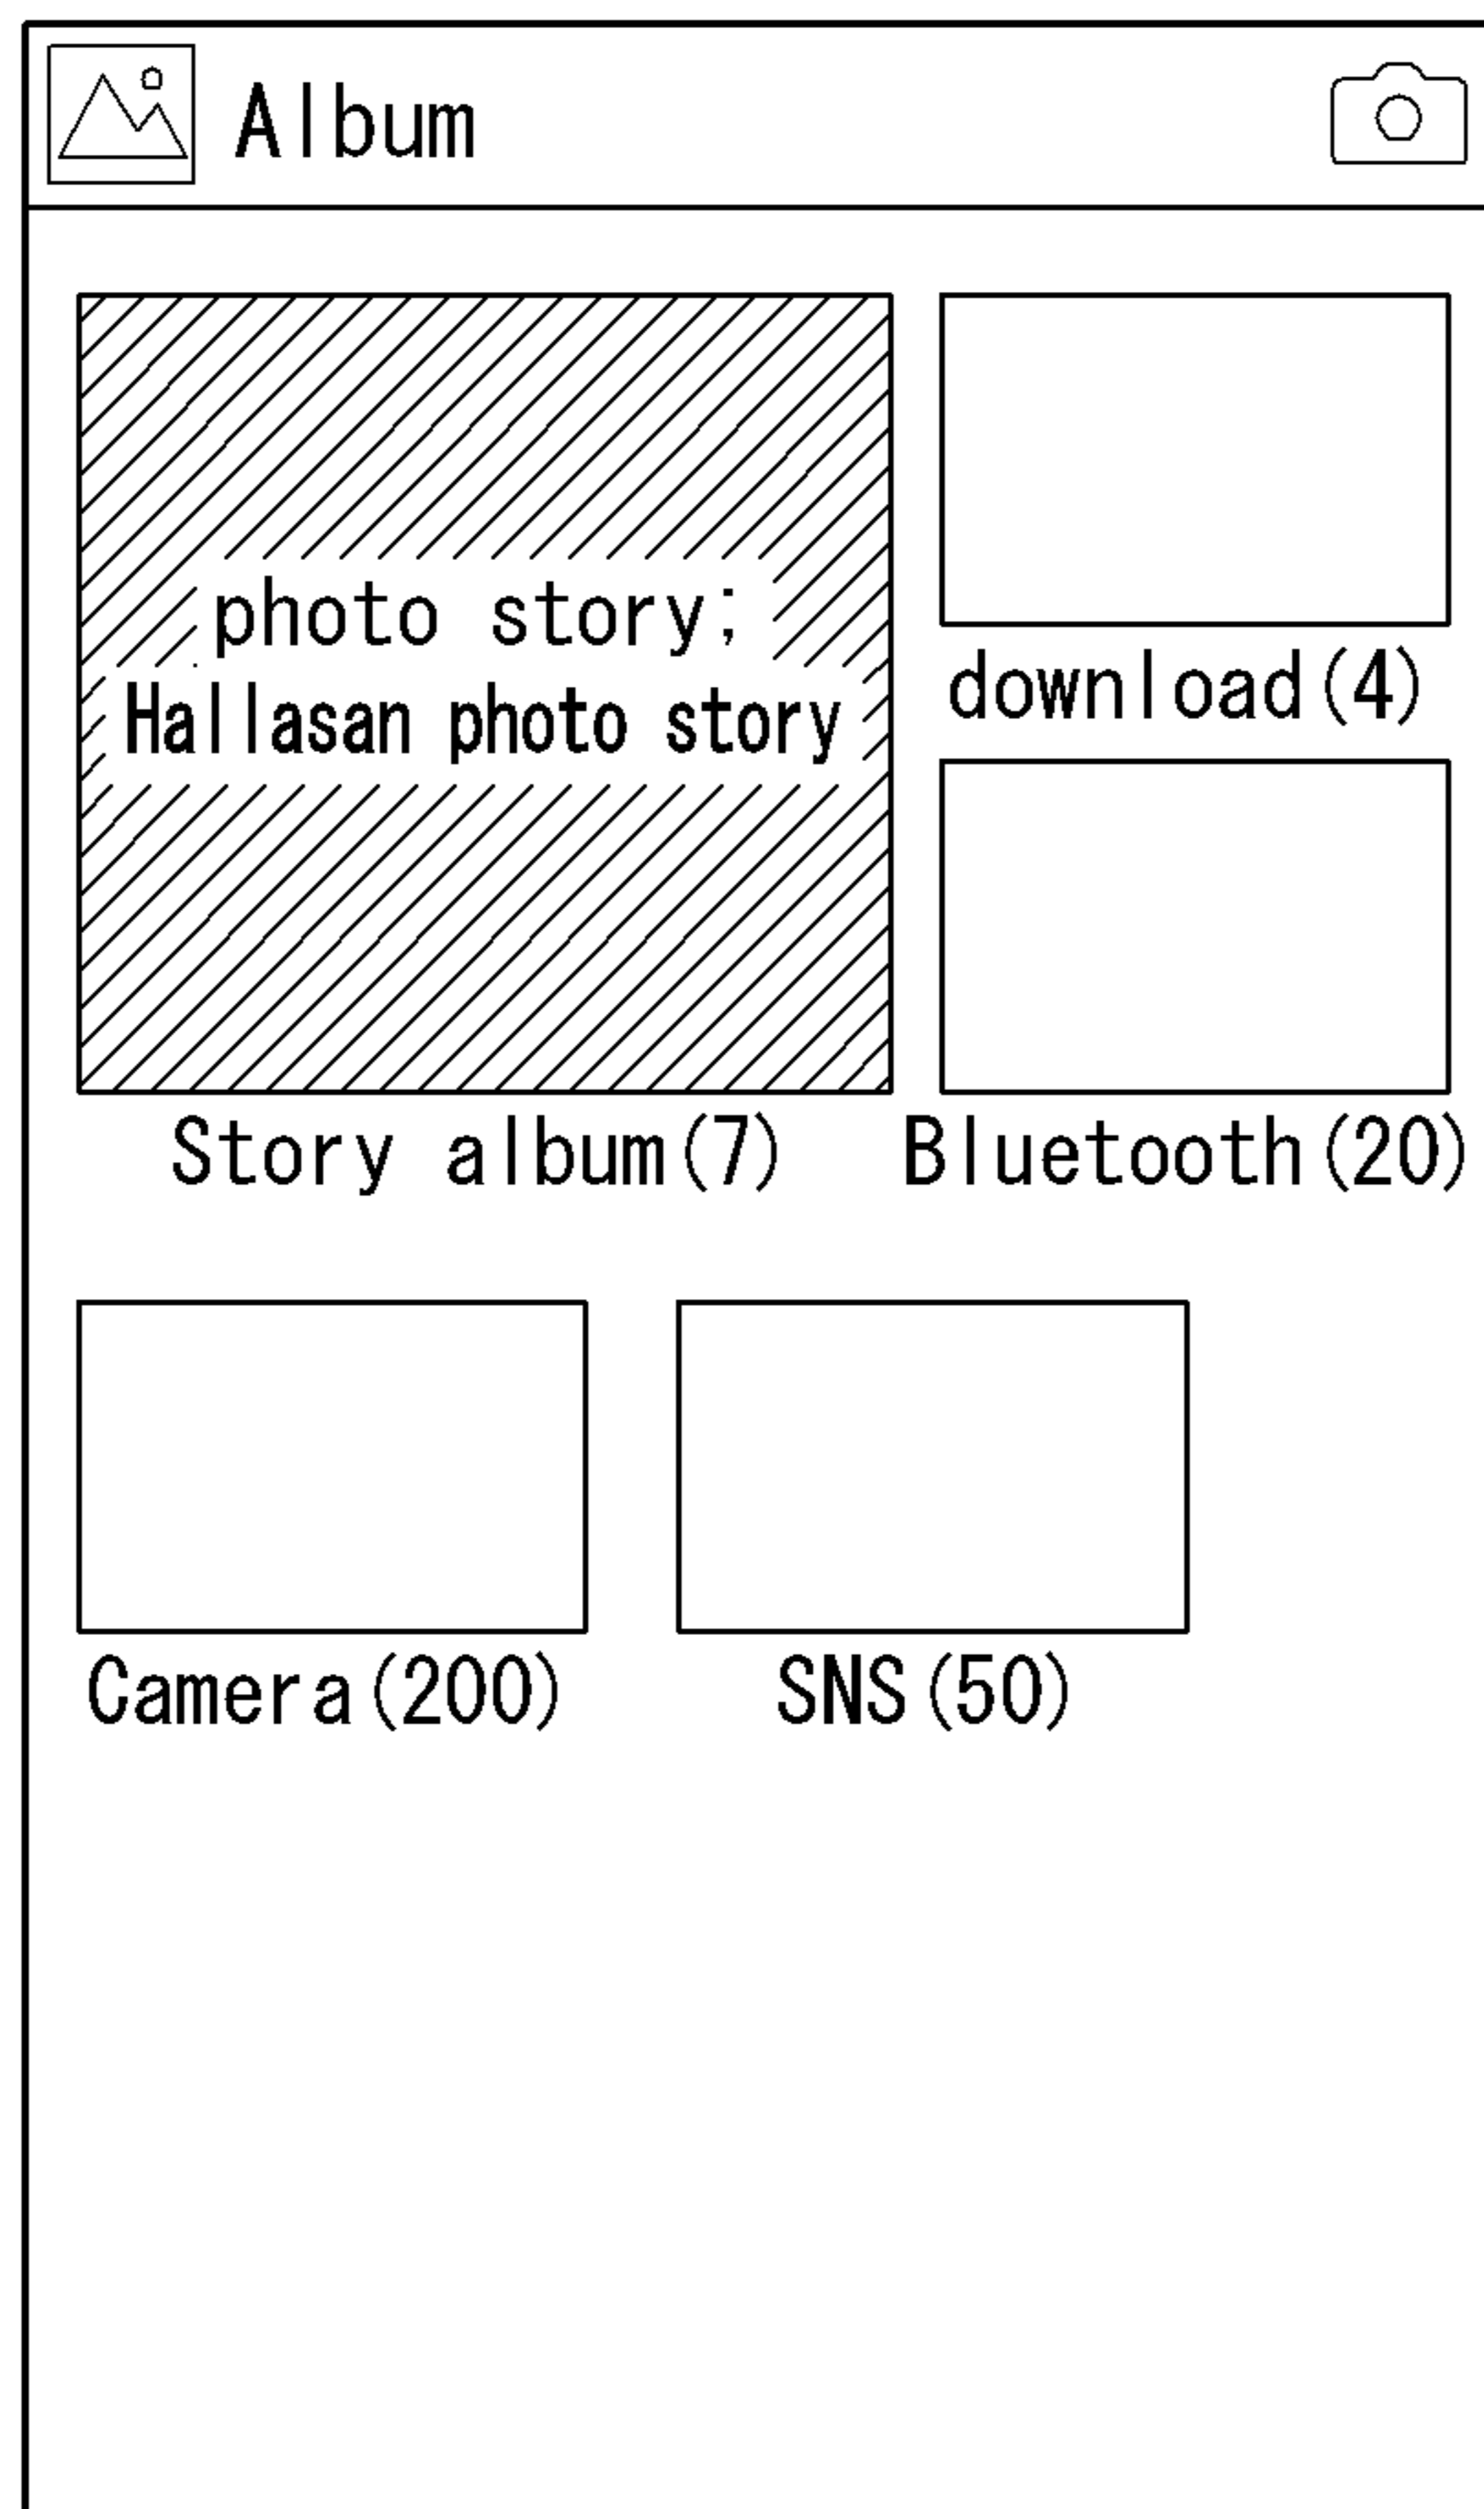 Album
photo story;
Hallasan photo story
download(4)
Story album(7)
Bluetooth(20)
Camera(200)
SNS(50)